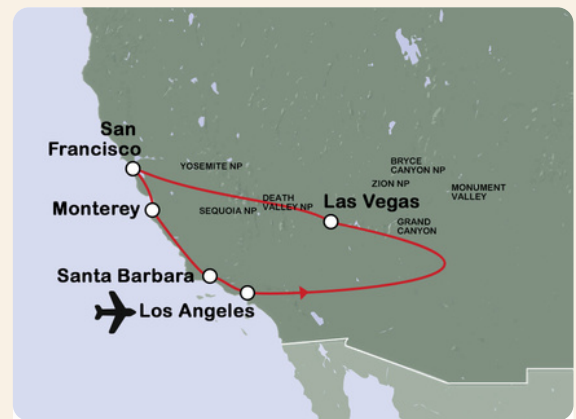 San
Francisco
YOSEMITE NP
BRYCE
CANYON NP
ZION NP
MONUMENT
VALLEY
DEATH
VALLEY NP
SEQUOIA NP
Monterey
Las Vegas
GRAND
CANYON
Santa Barbara
Los Angeles